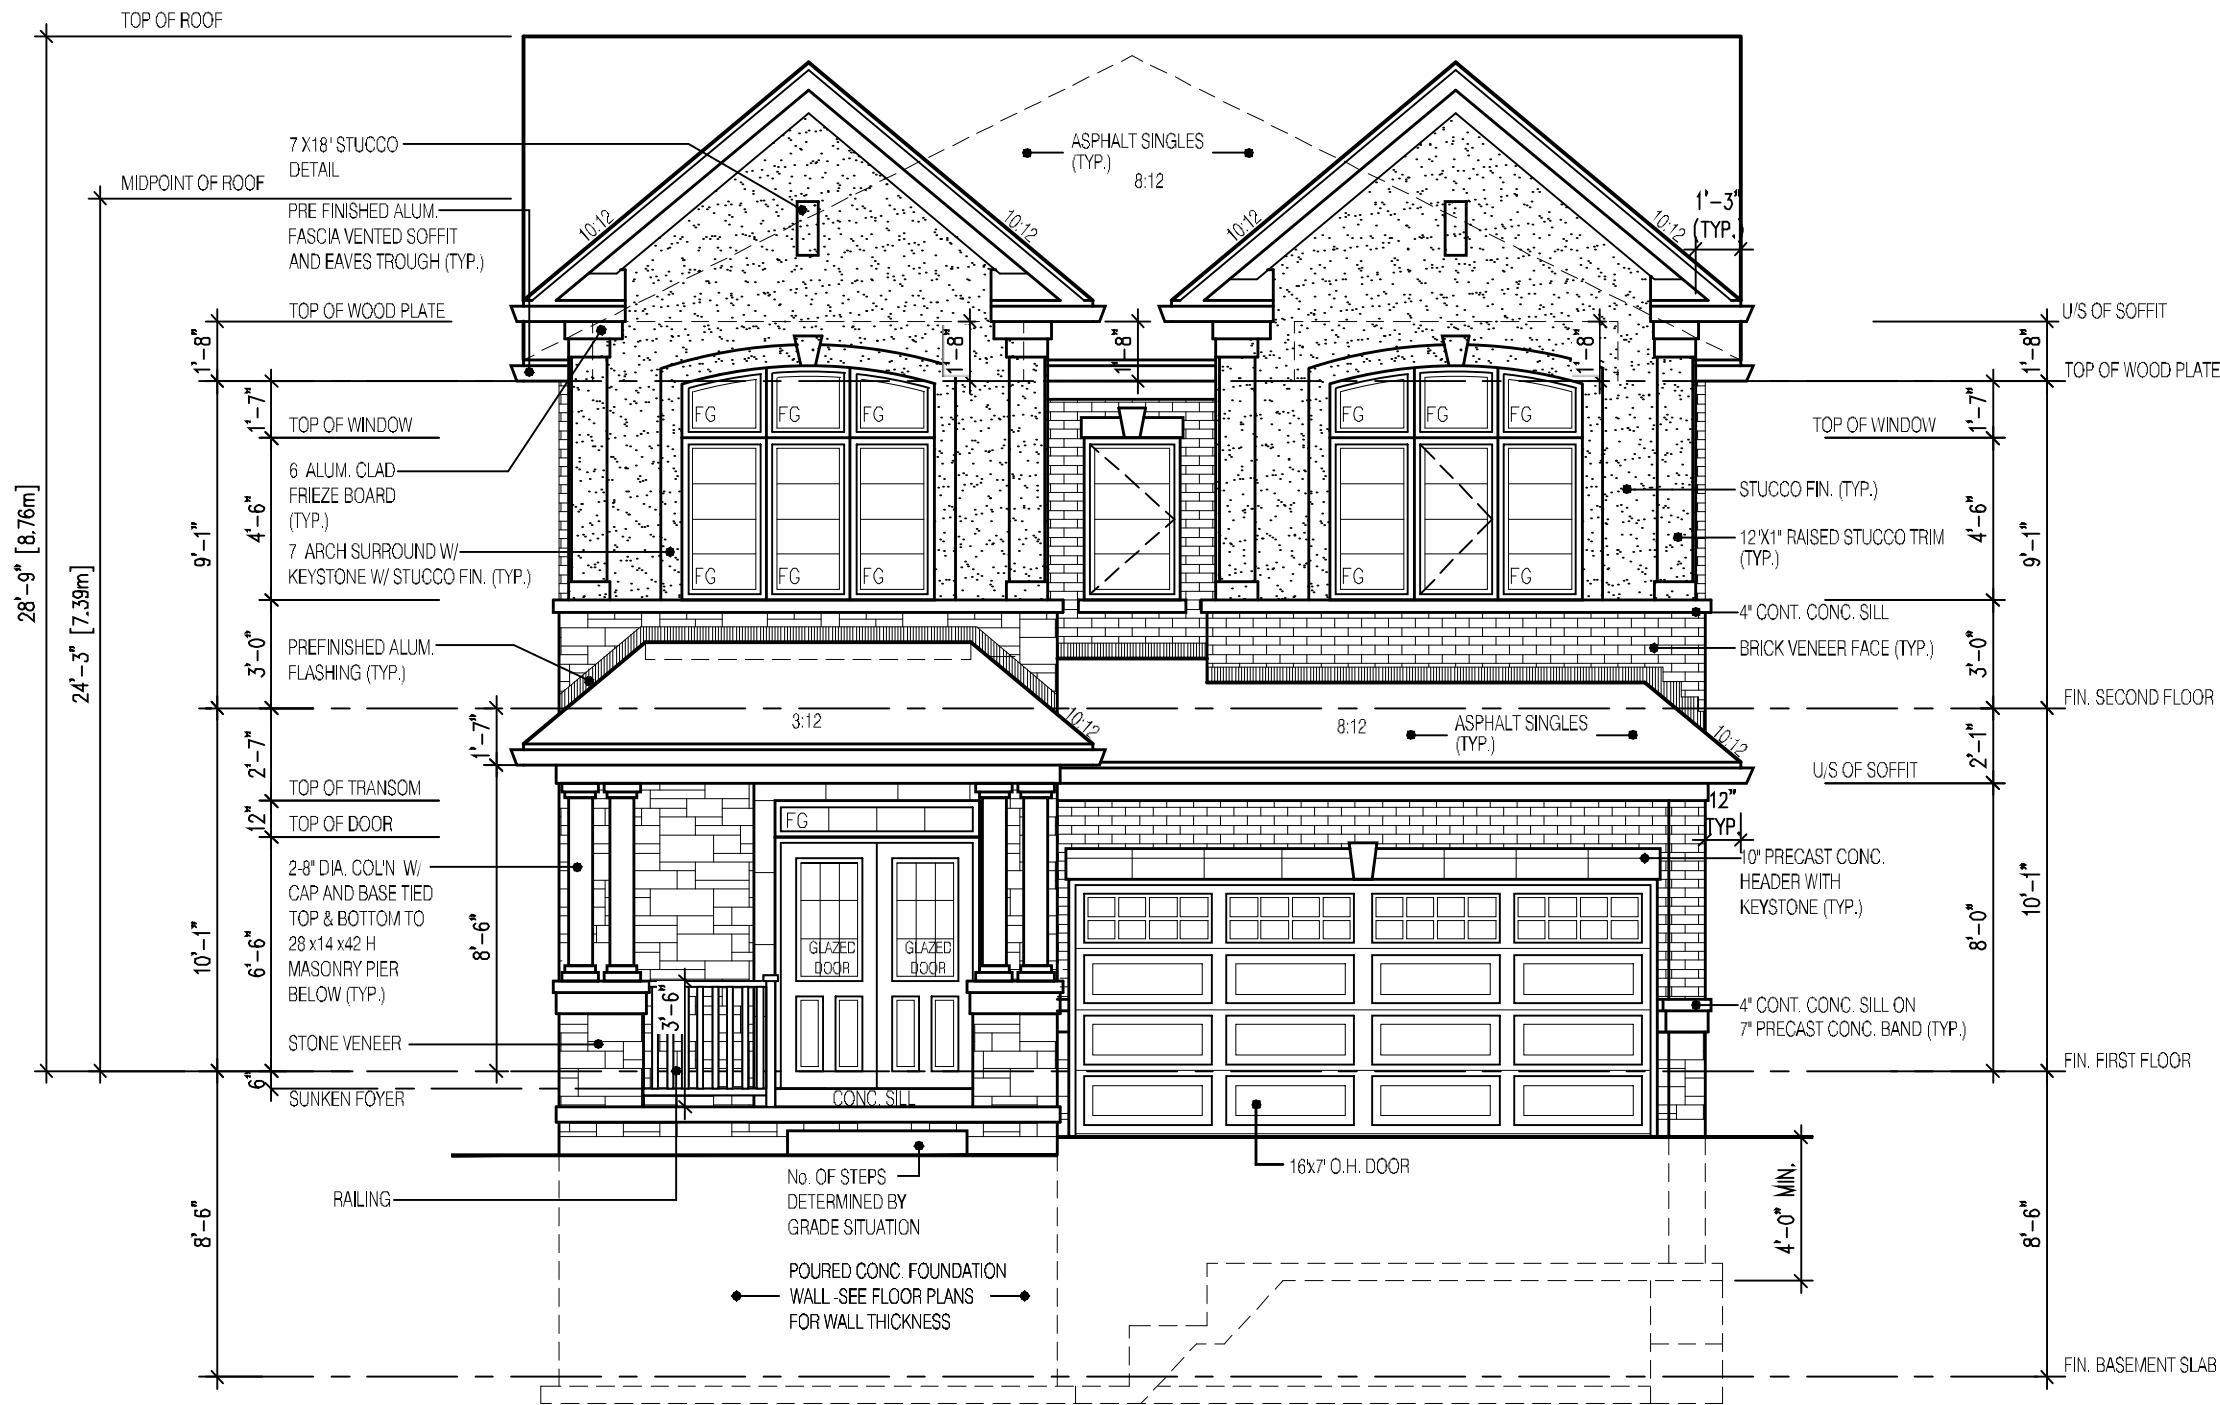 TOP OF ROOF
7 X18' STUCCO
DETAIL
ASPHALT SINGLES
(TYP.)
8:12
MIDPOINT OF ROOF
PRE FINISHED ALUM.
FASCIA VENTED SOFFIT
AND EAVES TROUGH (TYP.)
10:12
10:12
10:12
10:12
1'-3"
(TYP.)
TOP OF WOOD PLATE
U/S OF SOFFIT
1'-8"
1'-8"
1'-8"
1'-8"
1'-8"
TOP OF WOOD PLATE
1'-7"
1'-7"
TOP OF WINDOW
TOP OF WINDOW
FG
FG
FG
FG
FG
FG
6 ALUM. CLAD
FRIEZE BOARD
(TYP.)
STUCCO FIN. (TYP.)
28'-9" [8.76m]
24'-3" [7.39m]
9'-1"
4'-6"
4'-6"
9'-1"
12"X1" RAISED STUCCO TRIM
(TYP.)
7 ARCH SURROUND W/
KEYSTONE W/ STUCCO FIN. (TYP.)
FG
FG
FG
FG
4" CONT. CONC. SILL
3'-0"
PREFINISHED ALUM.
FLASHING (TYP.)
BRICK VENEER FACE (TYP.)
3'-0"
FIN. SECOND FLOOR
1'-7"
3:12
10:12
8:12
ASPHALT SINGLES
(TYP.)
10:12
2'-7"
2'-1"
U/S OF SOFFIT
TOP OF TRANSOM
12"
TOP OF DOOR
FG
12"
TYP.
2-8" DIA. COL'N W/
CAP AND BASE TIED
TOP & BOTTOM TO
28 x14 x42 H
MASONRY PIER
BELOW (TYP.)
10" PRECAST CONC.
HEADER WITH
KEYSTONE (TYP.)
10'-1"
6'-6"
8'-6"
GLAZED
DOOR
GLAZED
DOOR
8'-0"
10'-1"
3'-6"
4" CONT. CONC. SILL ON
7" PRECAST CONC. BAND (TYP.)
STONE VENEER
FIN. FIRST FLOOR
6"
SUNKEN FOYER
CONC. SILL
16'x7' O.H. DOOR
RAILING
No. OF STEPS
DETERMINED BY
GRADE SITUATION
4'-0" MIN.
8'-6"
8'-6"
POURED CONC. FOUNDATION
WALL -SEE FLOOR PLANS
FOR WALL THICKNESS
FIN. BASEMENT SLAB